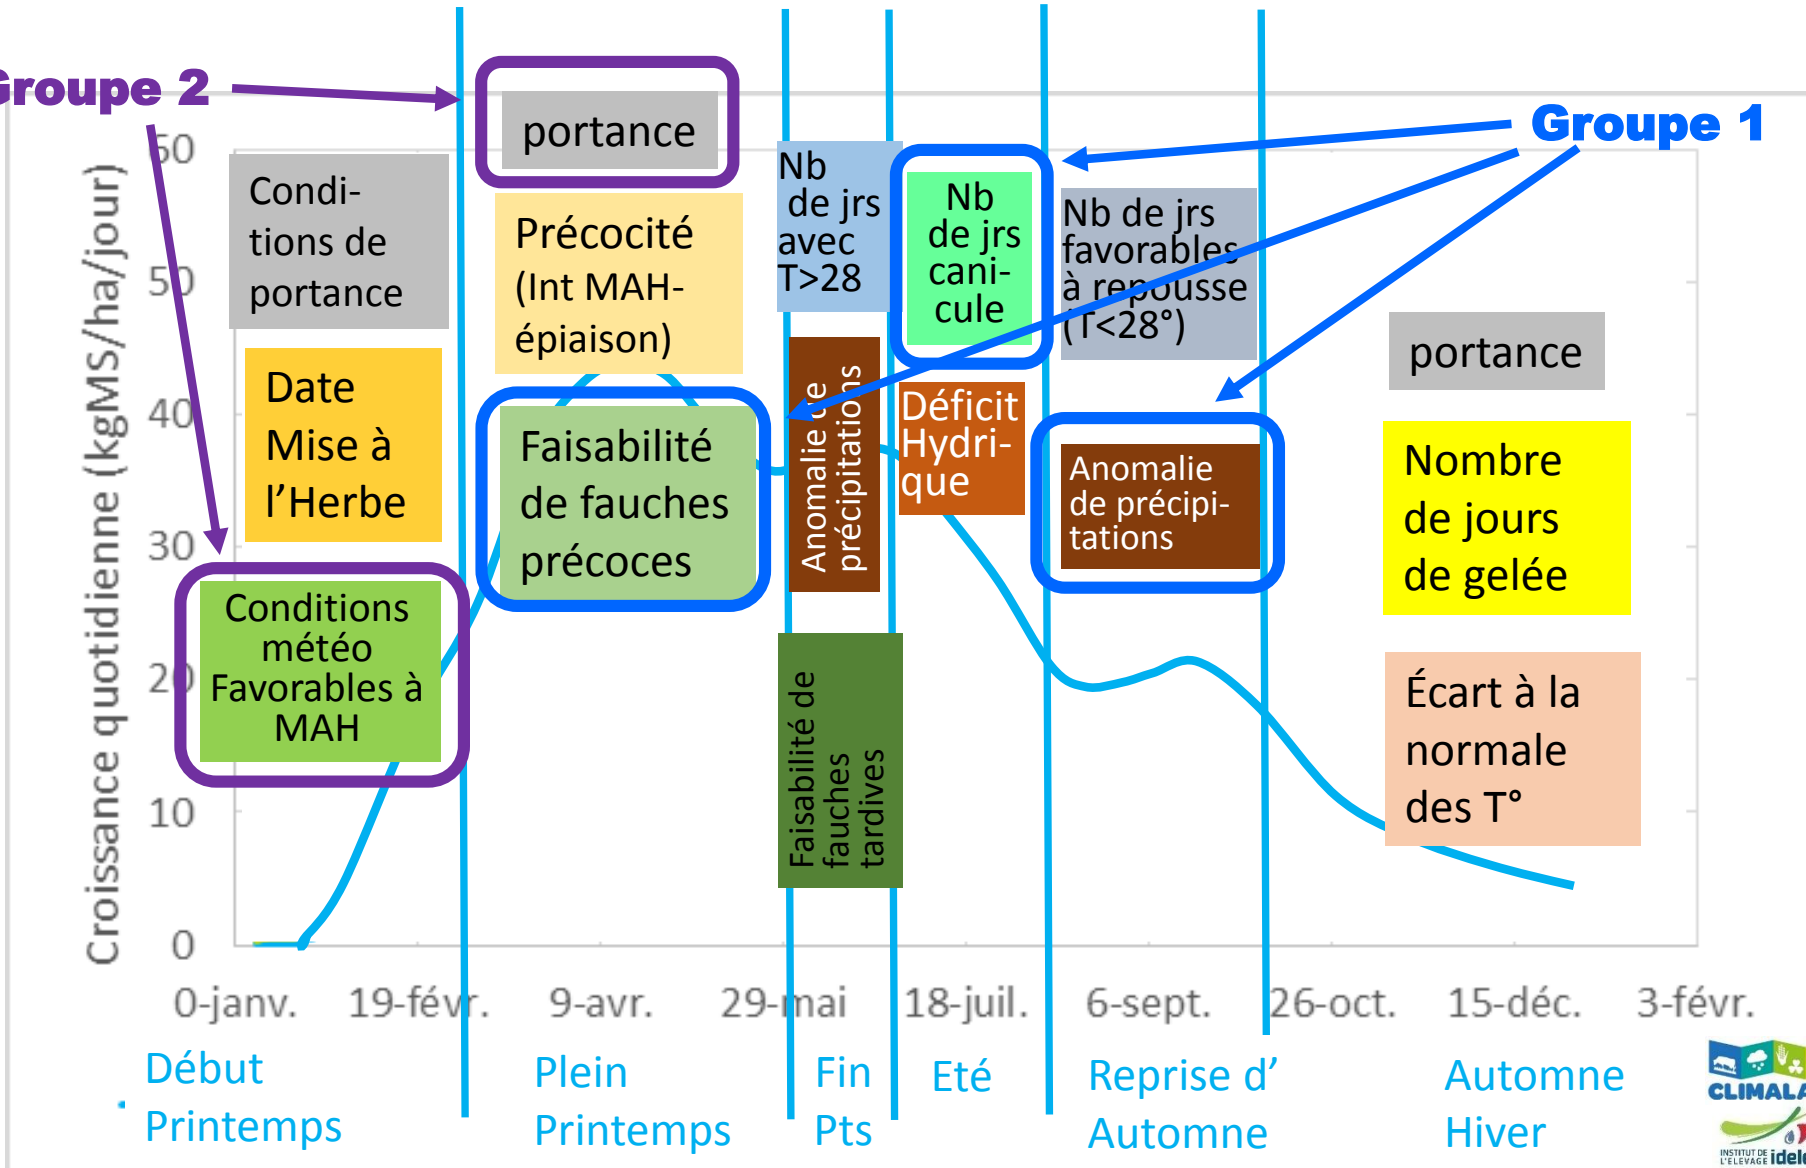 Groupe 2
Groupe 1
Croissance quotidienne (kgMS/ha/jour)
60
50
40
30
20
10
0
Condi-
tions de
portance
Date
Mise à
l'Herbe
Conditions
météo
Favorables à
MAH
portance
Précocité
(Int MAH-
épiaison)
Faisabilité
de fauches
précoces
Nb
de jrs
avec
T>28
Anomalie de
précipitations
Faisabilité de
fauches
tardives
Nb
de jrs
cani-
cule
Déficit
Hydri-
que
Nb de jrs
favorables
à repousse
(T<28°)
Anomalie
de précipi-
tations
portance
Nombre
de jours
de gelée
Écart à la
normale
des T°
0-janv.
19-févr.
9-avr.
29-mai
18-juil.
6-sept.
26-oct.
15-déc.
3-févr.
Début
Printemps
Plein
Printemps
Fin
Pts
Eté
Reprise d'
Automne
Automne
Hiver
CLIMALA
INSTITUT DE
L'ELEVAGE idele